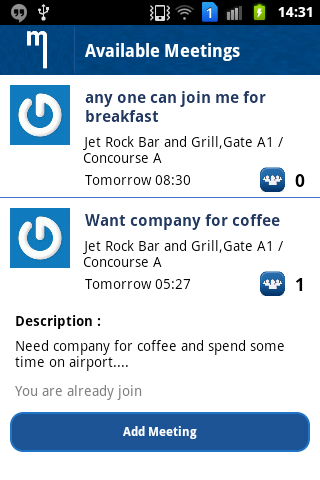 1
14:31
m
Available Meetings
any one can join me for
breakfast
Jet Rock Bar and Grill,Gate A1 /
Concourse A
Tomorrow 08:30
0
Want company for coffee
Jet Rock Bar and Grill,Gate A1 /
Concourse A
Tomorrow 05:27
1
Description :
Need company for coffee and spend some
time on airport....
You are already join
Add Meeting